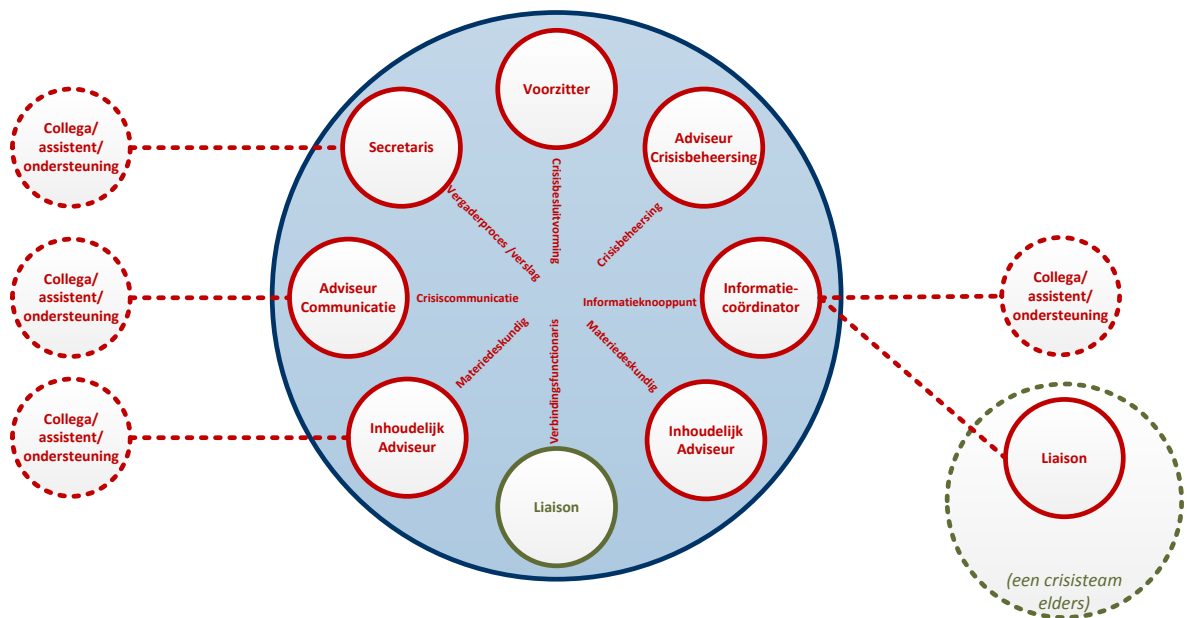 Voorzitter
Collega/
assistent/
ondersteuning
Secretaris
Adviseur
Crisisbeheersing
Crisisbesluitvorming
Vergaderproces /verslag
Crisisbeheersing
Collega/
assistent/
ondersteuning
Adviseur
Communicatie
Crisiscommunicatie
Informatieknooppunt
Informatie-
coördinator
Collega/
assistent/
ondersteuning
Materiedeskundig
Verbindingsfunctionaris
Materiedeskundig
Collega/
assistent/
ondersteuning
Inhoudelijk
Adviseur
Inhoudelijk
Adviseur
Liaison
Liaison
(een crisisteam
elders)